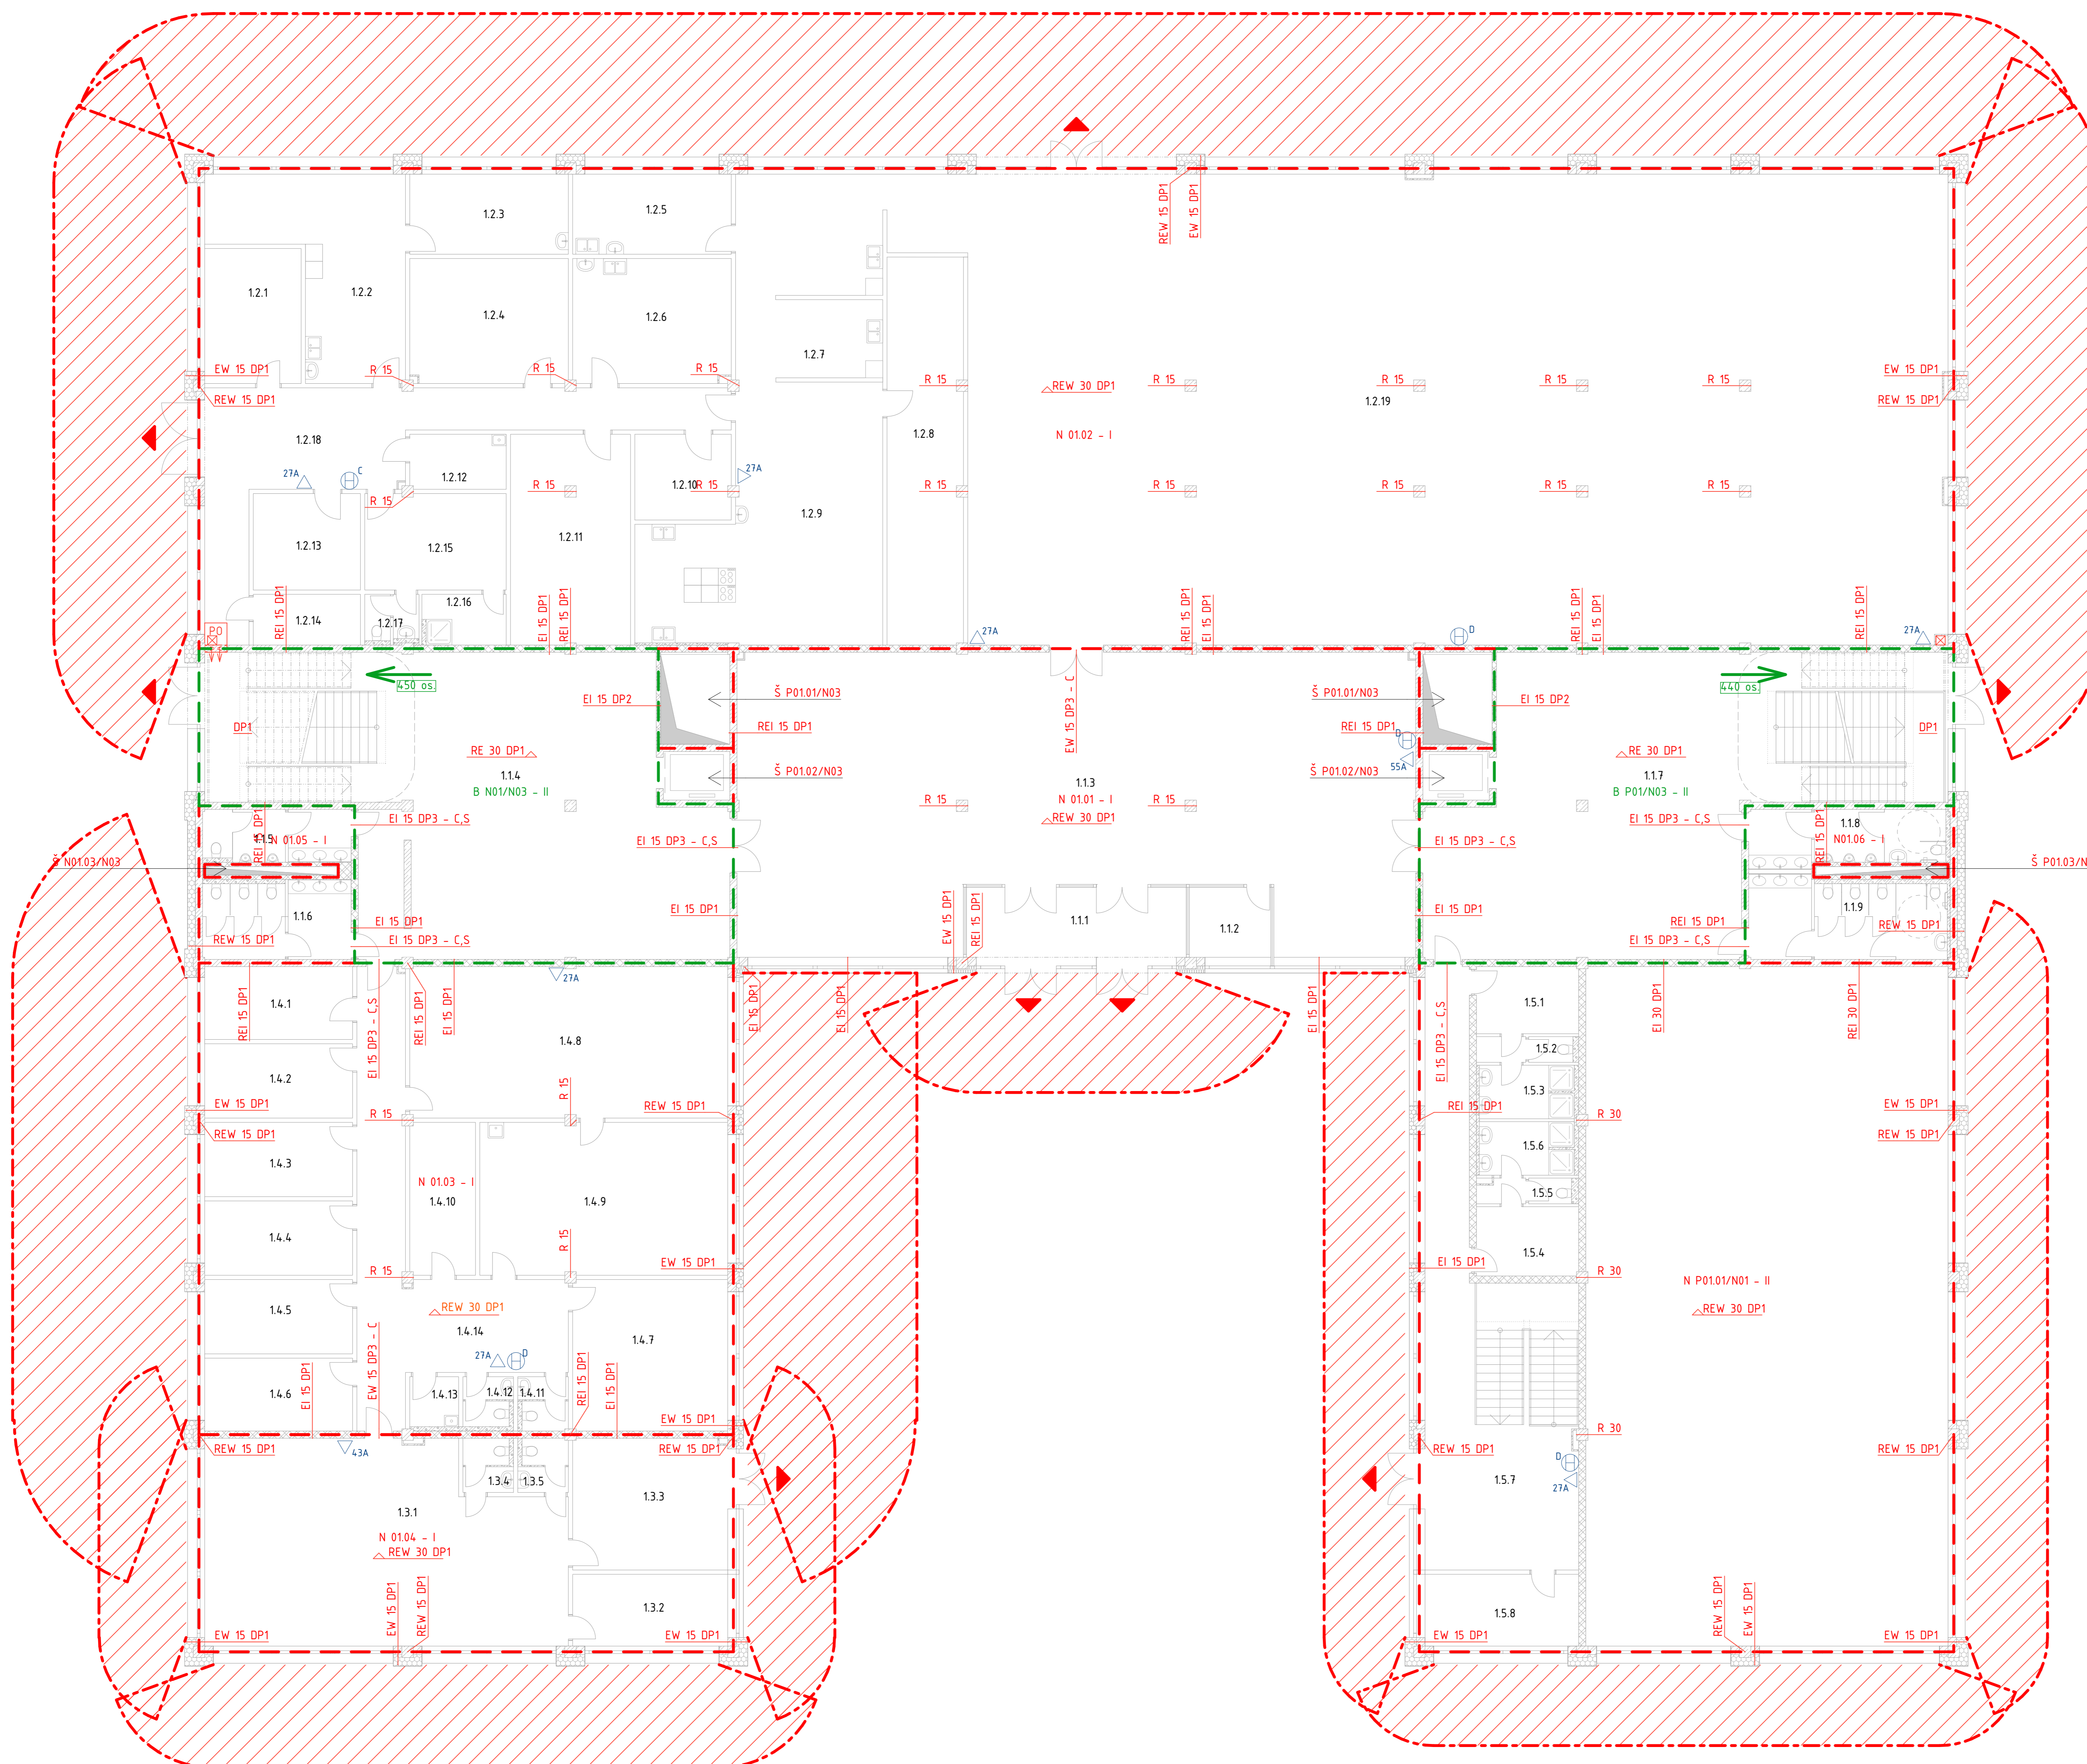 1.2.3
1.2.5
REW 15 DP1
EW 15 DP1
1.2.1
1.2.2
1.2.4
1.2.6
1.2.7
EW 15 DP1
R 15
R 15
R 15
R 15
REW 30 DP1
R 15
R 15
R 15
R 15
EW 15 DP1
REW 15 DP1
1.2.19
REW 15 DP1
1.2.18
1.2.8
N 01.02 - I
27A
C
1.2.12
27A
1.2.10
R 15
R 15
R 15
R 15
R 15
R 15
R 15
R 15
1.2.9
1.2.11
1.2.13
1.2.15
1.2.16
1.2.14
1.2.17
REI 15 DP1
EI 15 DP1
REI 15 DP1
REI 15 DP1
EI 15 DP1
REI 15 DP1
EI 15 DP1
REI 15 DP1
PO
27A
D
27A
450 os.
440 os.
EI 15 DP2
Š P01.01/N03
Š P01.01/N03
EI 15 DP2
DP1
REI 15 DP1
EW 15 DP3 - C
REI 15 DP1
DP1
D
RE 30 DP1
RE 30 DP1
55A
1.1.4
Š P01.02/N03
1.1.3
Š P01.02/N03
1.1.7
B N01/N03 - II
N 01.01 - I
B P01/N03 - II
R 15
R 15
REW 30 DP1
REI 15 DP1
EI 15 DP3 - C,S
EI 15 DP3 - C,S
REI 15 DP1
1.1.8
1.1.5
N 01.05 - I
EI 15 DP3 - C,S
EI 15 DP3 - C,S
N01.06 - I
Š N01.03/N03
Š P01.03/N
1.1.6
EI 15 DP1
EI 15 DP1
1.1.1
1.1.2
EI 15 DP1
1.1.9
EI 15 DP1
REI 15 DP1
REW 15 DP1
REW 15 DP1
EI 15 DP3 - C,S
EW 15 DP1
REI 15 DP1
EI 15 DP3 - C,S
27A
1.4.1
REI 15 DP1
EI 15 DP3 - C,S
REI 15 DP1
EI 15 DP1
EI 15 DP1
EI 15 DP1
EI 15 DP1
EI 15 DP3 - C,S
1.5.1
EI 30 DP1
REI 30 DP1
1.4.8
1.5.2
1.4.2
1.5.3
EW 15 DP1
R 15
R 15
REW 15 DP1
REI 15 DP1
R 30
EW 15 DP1
REW 15 DP1
REW 15 DP1
1.5.6
1.4.3
N 01.03 - I
1.4.10
1.4.9
1.5.5
1.4.4
R 15
1.5.4
EW 15 DP1
EI 15 DP1
R 15
R 30
N P01.01/N01 - II
1.4.5
REW 30 DP1
REW 30 DP1
1.4.14
1.4.7
27A
D
EW 15 DP3 - C
REI 15 DP1
EI 15 DP1
EI 15 DP1
1.4.6
1.4.13
1.4.12
1.4.11
EW 15 DP1
R 30
REW 15 DP1
43A
REW 15 DP1
REW 15 DP1
REW 15 DP1
D
1.3.4
1.3.5
1.3.3
1.5.7
27A
1.3.1
N 01.04 - I
REW 30 DP1
1.3.2
1.5.8
EW 15 DP1
REW 15 DP1
REW 15 DP1
EW 15 DP1
EW 15 DP1
EW 15 DP1
EW 15 DP1
EW 15 DP1